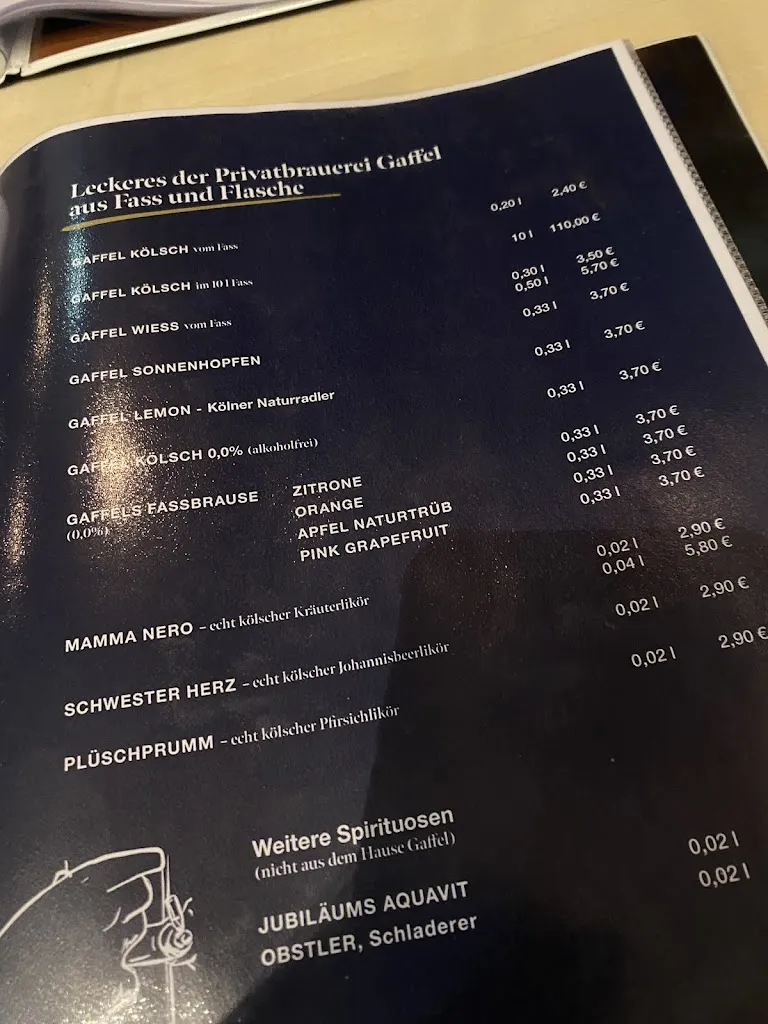 Leckeres der Privatbrauerei Gaffel
aus Fass und Flasche
GAFFEL KÖLSCH vom Fass 0,20 l 2,40 €
GAFFEL KÖLSCH im 10 l Fass 10 l 110,00 €
GAFFEL WIESS vom Fass 0,30 l 3,50 €
0,50 l 5,70 €
GAFFEL SONNENHOPFEN 0,33 l 3,70 €
GAFFEL LEMON - Kölner Naturradler 0,33 l 3,70 €
GAFFEL KÖLSCH 0,0% (alkoholfrei) 0,33 l 3,70 €
GAFFELS FASSBRAUSE ZITRONE 0,33 l 3,70 €
(0,0%) ORANGE 0,33 l 3,70 €
APFEL NATURTRÜB 0,33 l 3,70 €
PINK GRAPEFRUIT 0,33 l 3,70 €
MAMMA NERO – echt kölscher Kräuterlikör 0,02 l 2,90 €
0,04 l 5,80 €
SCHWESTER HERZ – echt kölscher Johannisbeerlikör 0,02 l 2,90 €
PLÜSCHPRUMM – echt kölscher Pfirsichlikör 0,02 l 2,90 €
Weitere Spirituosen
(nicht aus dem Hause Gaffel)
JUBILÄUMS AQUAVIT 0,02 l
OBSTLER, Schladerer 0,02 l